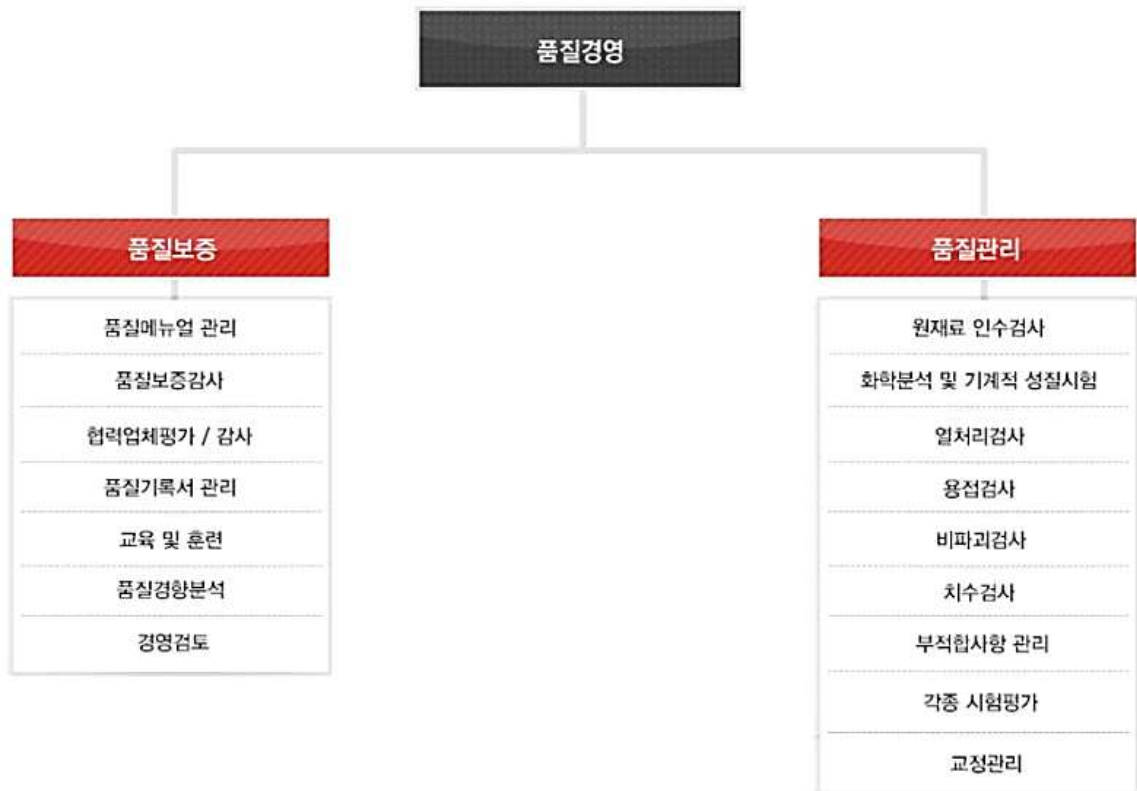 품질경영
품질보증
품질메뉴얼 관리
품질보증감사
협력업체평가 / 감사
품질기록서 관리
교육 및 훈련
품질경향분석
경영검토
품질관리
원재료 인수검사
화학분석 및 기계적 성질시험
열처리검사
용접검사
비파괴검사
치수검사
부적합사항 관리
각종 시험평가
교정관리